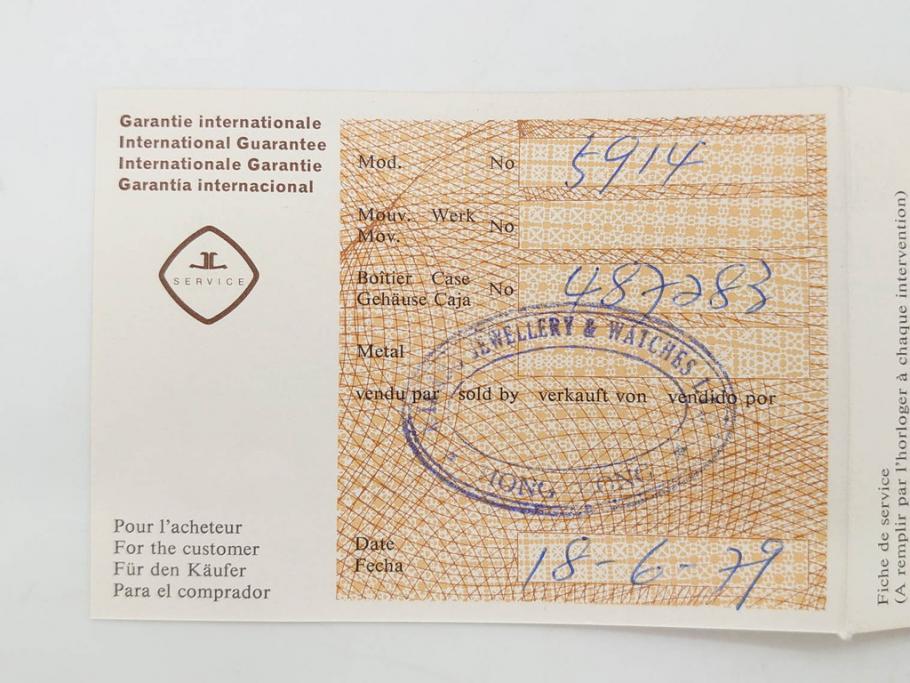 Garantie internationale
International Guarantee
Internationale Garantie
Garantía internacional
SERVICE
Pour l'acheteur
For the customer
Für den Käufer
Para el comprador
Mod. No 5914
Mouv. Werk
Mov. No
Boîtier Case
Gehäuse Caja No 487283
Metal
JEWELLERY & WATCHES
vendu par sold by verkauft von vendido por
Date
Fecha 18-6-79
Fiche de service
(A remplir par l'horloger à chaque intervention)